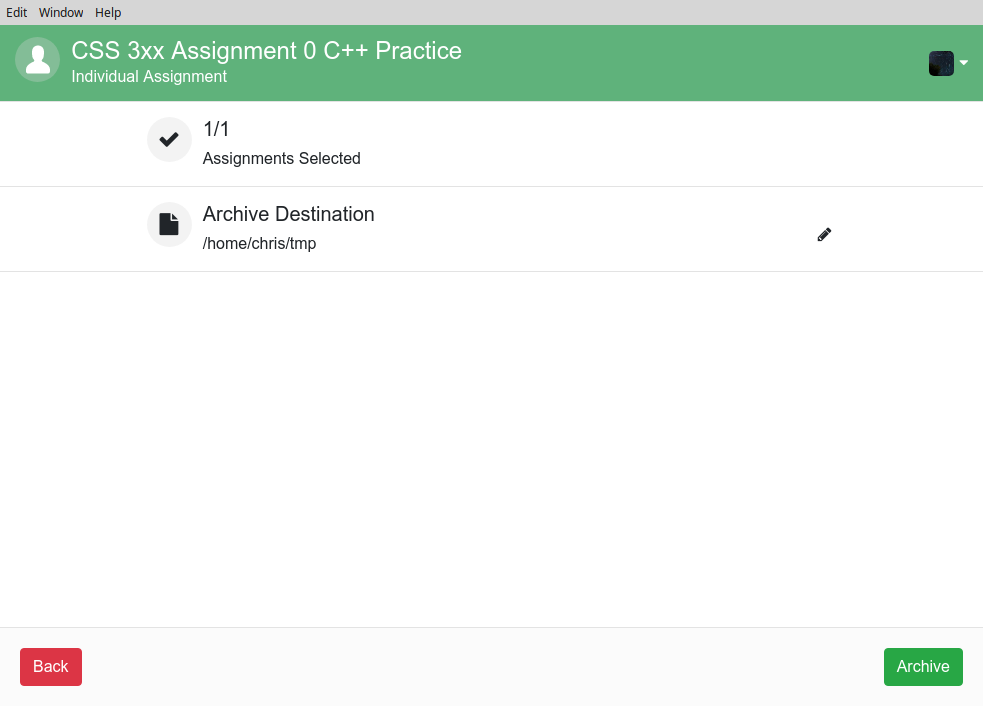 Edit Window Help
CSS 3xx Assignment 0 C++ Practice
Individual Assignment
1/1
Assignments Selected
Archive Destination
/home/chris/tmp
Back
Archive